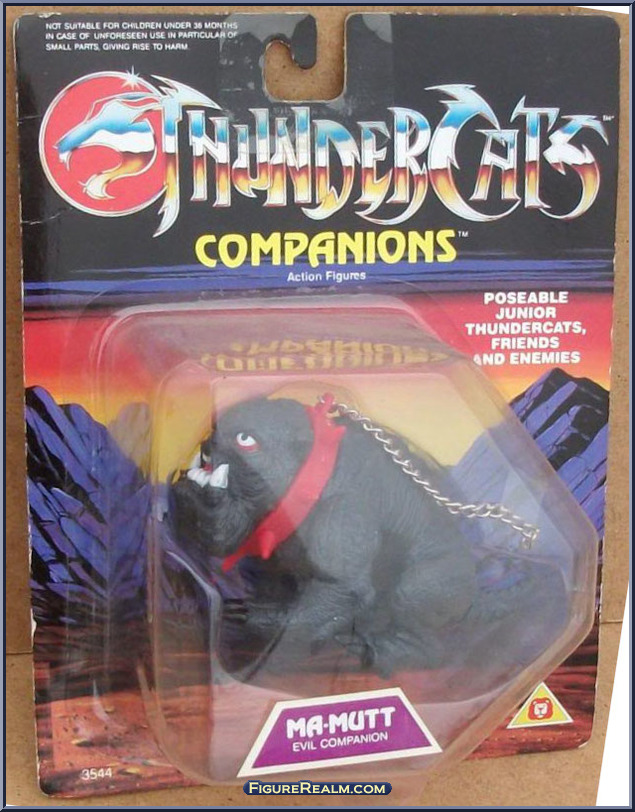 NOT SUITABLE FOR CHILDREN UNDER 36 MONTHS
IN CASE OF UNFORESEEN USE IN PARTICULAR OF
SMALL PARTS, GIVING RISE TO HARM.
THUNDERCATS
COMPANIONS™
Action Figures
POSEABLE
JUNIOR
THUNDERCATS,
FRIENDS
AND ENEMIES
MA-MUTT
EVIL COMPANION
3544
FIGUREREALM.COM